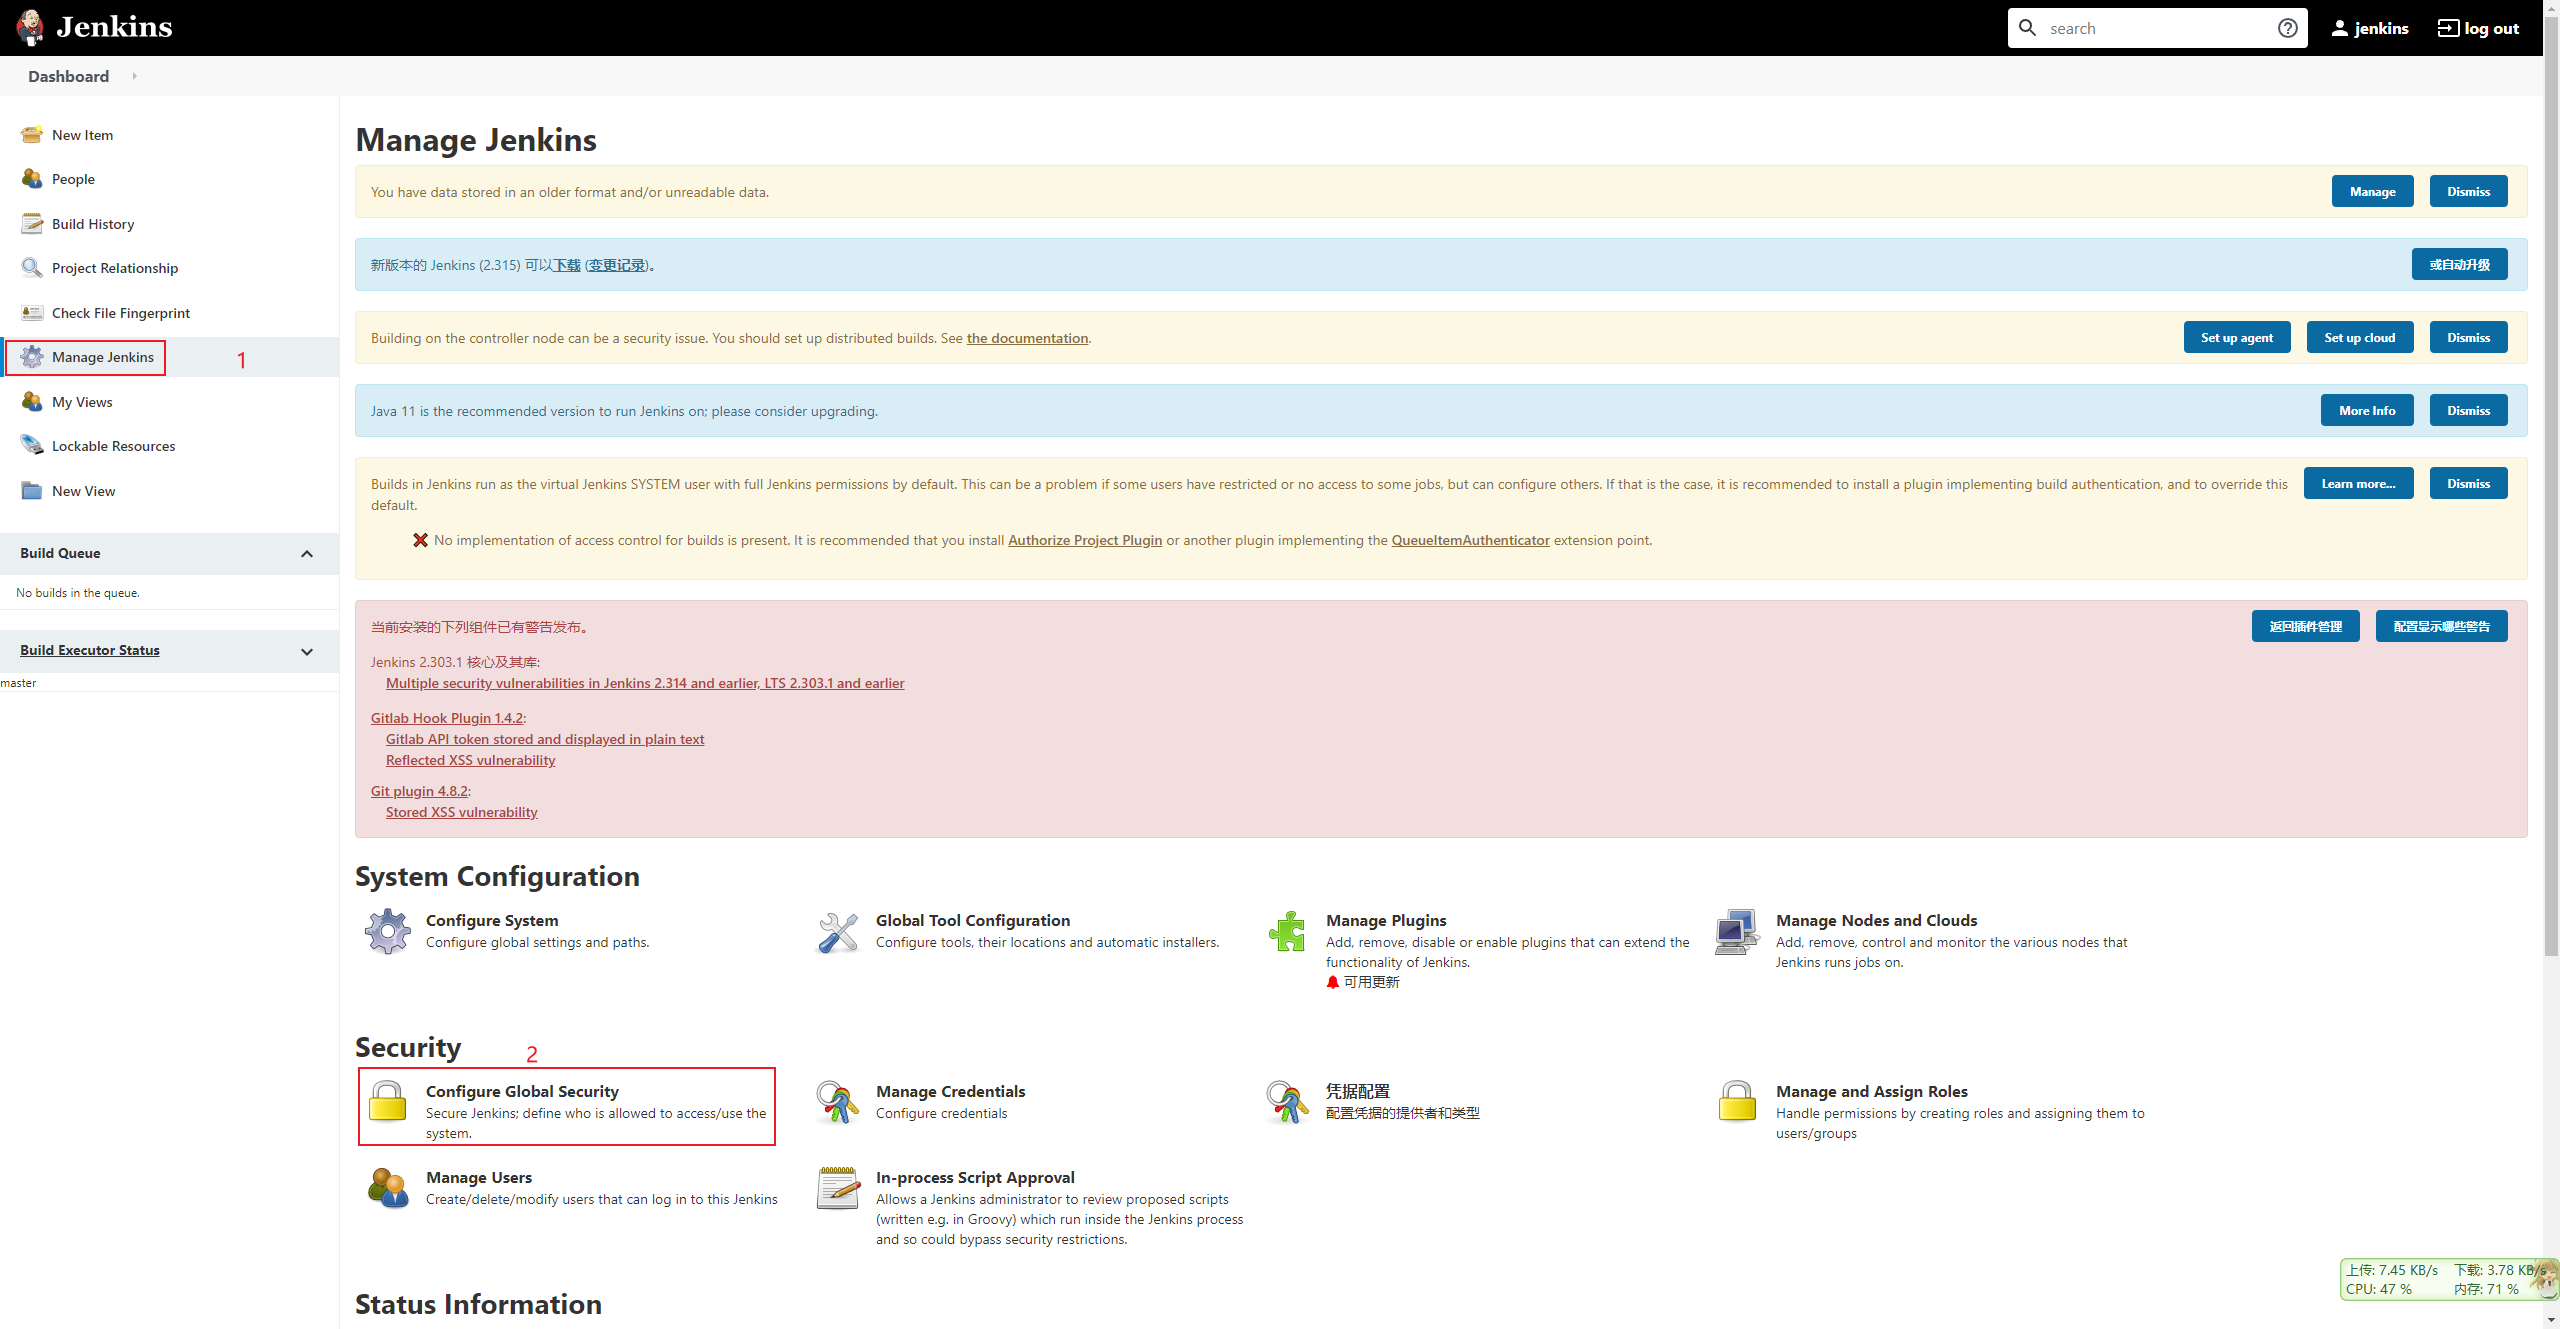 Jenkins
search
jenkins
log out
Dashboard
New Item
People
Build History
Project Relationship
Check File Fingerprint
Manage Jenkins
1
My Views
Lockable Resources
New View
Build Queue
No builds in the queue.
Build Executor Status
master
Manage Jenkins
You have data stored in an older format and/or unreadable data.
Manage
Dismiss
新版本的 Jenkins (2.315) 可以下载 (变更记录)。
或自动升级
Building on the controller node can be a security issue. You should set up distributed builds. See the documentation.
Set up agent
Set up cloud
Dismiss
Java 11 is the recommended version to run Jenkins on; please consider upgrading.
More Info
Dismiss
Builds in Jenkins run as the virtual Jenkins SYSTEM user with full Jenkins permissions by default. This can be a problem if some users have restricted or no access to some jobs, but can configure others. If that is the case, it is recommended to install a plugin implementing build authentication, and to override this
default.
Learn more...
Dismiss
No implementation of access control for builds is present. It is recommended that you install Authorize Project Plugin or another plugin implementing the QueueItemAuthenticator extension point.
当前安装的下列组件已有警告发布。
返回插件管理
配置显示哪些警告
Jenkins 2.303.1 核心及其库:
Multiple security vulnerabilities in Jenkins 2.314 and earlier, LTS 2.303.1 and earlier
Gitlab Hook Plugin 1.4.2:
Gitlab API token stored and displayed in plain text
Reflected XSS vulnerability
Git plugin 4.8.2:
Stored XSS vulnerability
System Configuration
Configure System
Configure global settings and paths.
Global Tool Configuration
Configure tools, their locations and automatic installers.
Manage Plugins
Add, remove, disable or enable plugins that can extend the
functionality of Jenkins.
可用更新
Manage Nodes and Clouds
Add, remove, control and monitor the various nodes that
Jenkins runs jobs on.
Security
2
Configure Global Security
Secure Jenkins; define who is allowed to access/use the
system.
Manage Credentials
Configure credentials
凭据配置
配置凭据的提供者和类型
Manage and Assign Roles
Handle permissions by creating roles and assigning them to
users/groups
Manage Users
Create/delete/modify users that can log in to this Jenkins
In-process Script Approval
Allows a Jenkins administrator to review proposed scripts
(written e.g. in Groovy) which run inside the Jenkins process
and so could bypass security restrictions.
Status Information
上传: 7.45 KB/s 下载: 3.78 KB/s
CPU: 47 % 内存: 71 %